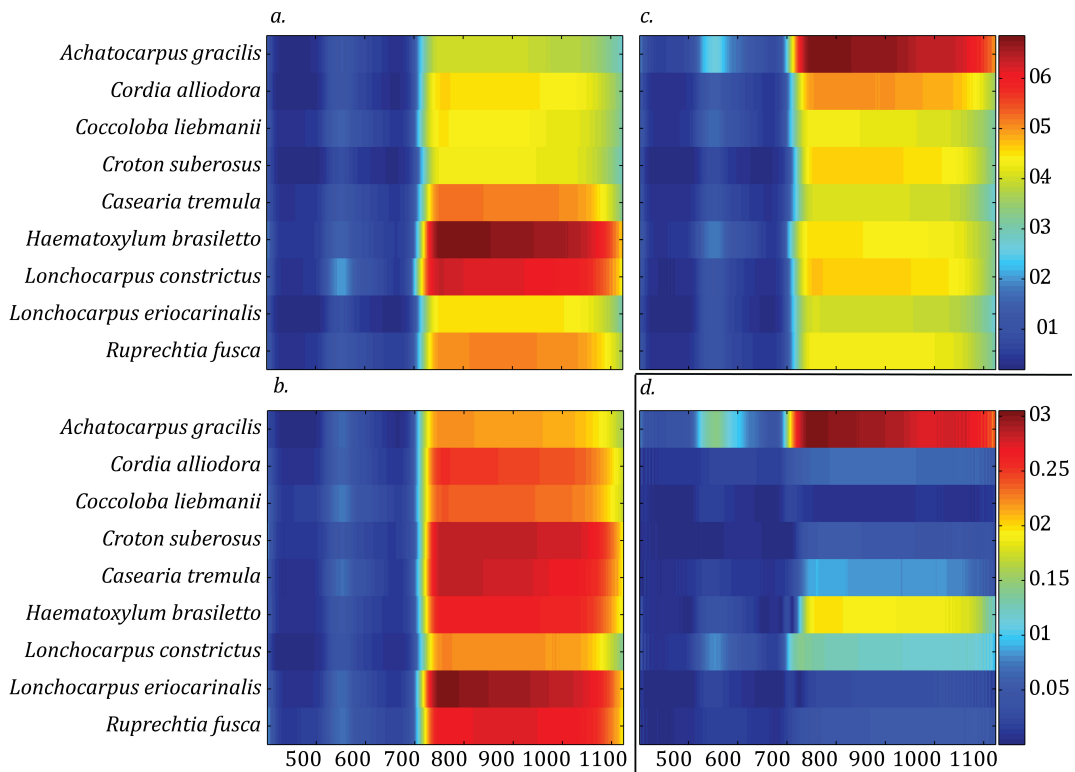 a.
c.
Achatocarpus gracilis
Cordia alliodora
Coccoloba liebmanii
Croton suberosus
Casearia tremula
Haematoxylum brasiletto
Lonchocarpus constrictus
Lonchocarpus eriocarinalis
Ruprechtia fusca
06
05
04
03
02
01
b.
d.
Achatocarpus gracilis
Cordia alliodora
Coccoloba liebmanii
Croton suberosus
Casearia tremula
Haematoxylum brasiletto
Lonchocarpus constrictus
Lonchocarpus eriocarinalis
Ruprechtia fusca
03
0.25
02
0.15
01
0.05
500 600 700 800 900 1000 1100
500 600 700 800 900 1000 1100